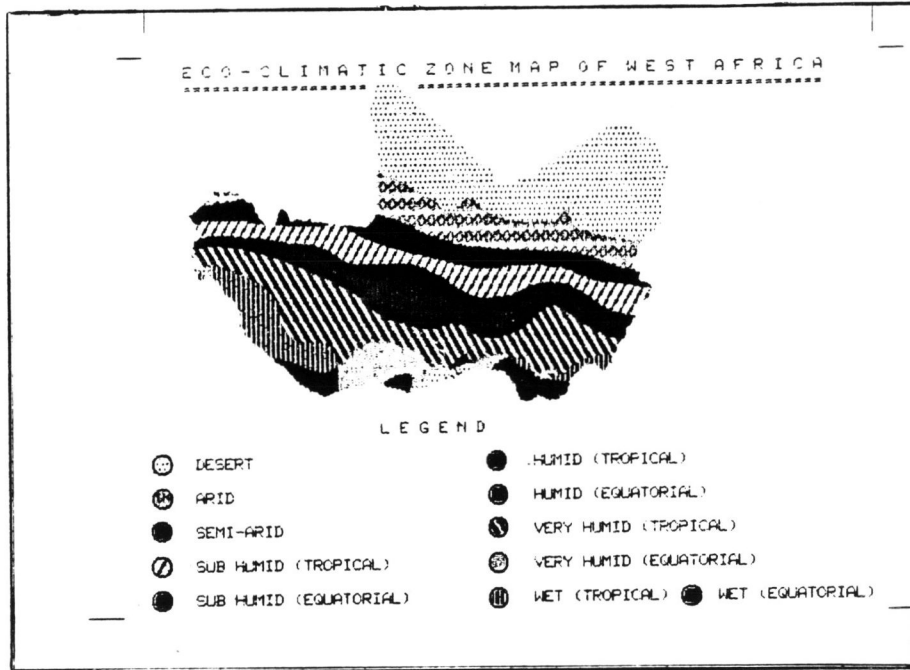 ECO-CLIMATIC ZONE MAP OF WEST AFRICA
LEGEND
DESERT
ARID
SEMI-ARID
SUB HUMID (TROPICAL)
SUB HUMID (EQUATORIAL)
HUMID (TROPICAL)
HUMID (EQUATORIAL)
VERY HUMID (TROPICAL)
VERY HUMID (EQUATORIAL)
WET (TROPICAL) WET (EQUATORIAL)